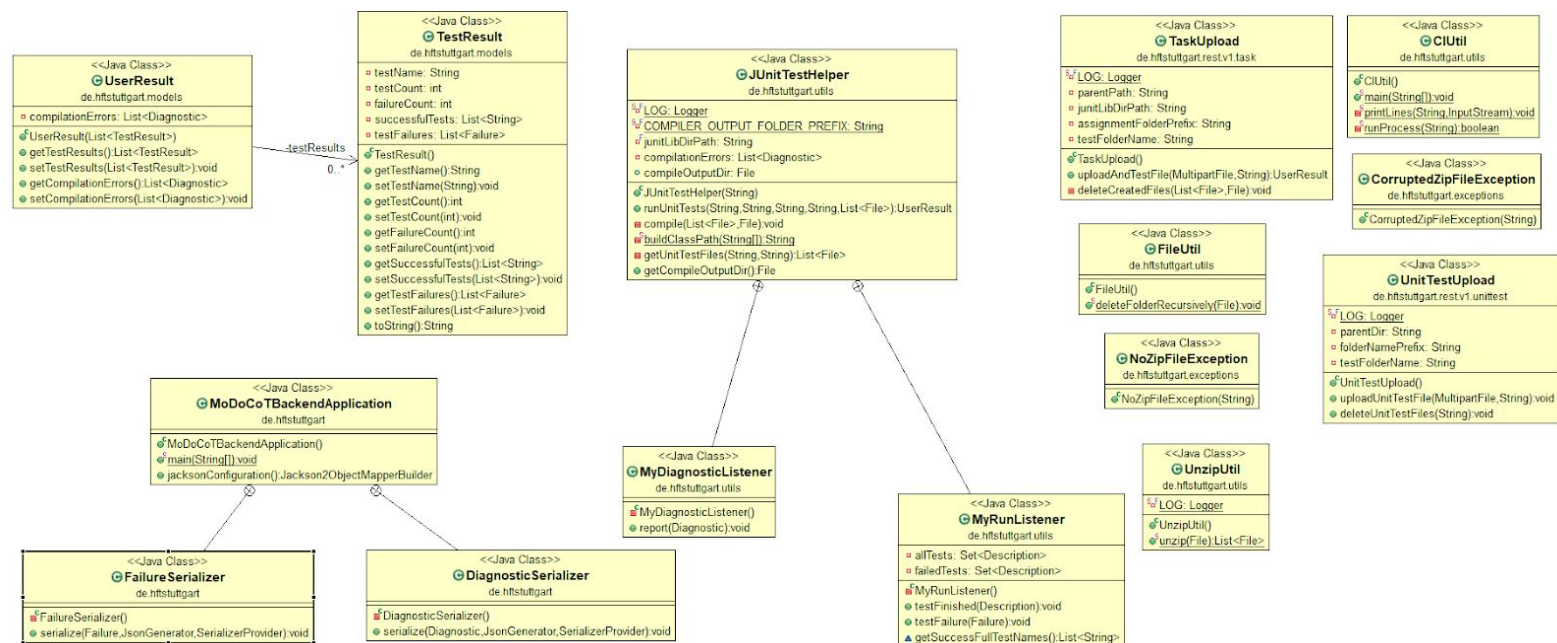 <<Java Class>>
UserResult
de.hftstuttgart.models
compilationErrors: List<Diagnostic>
UserResult(List<TestResult>)
getTestResults():List<TestResult>
setTestResults(List<TestResult>):void
getCompilationErrors():List<Diagnostic>
setCompilationErrors(List<Diagnostic>):void
-testResults
0..*
<<Java Class>>
TestResult
de.hftstuttgart.models
testName: String
testCount: int
failureCount: int
successfulTests: List<String>
testFailures: List<Failure>
TestResult()
getTestName():String
setTestName(String):void
getTestCount():int
setTestCount(int):void
getFailureCount():int
setFailureCount(int):void
getSuccessfulTests():List<String>
setSuccessfulTests(List<String>):void
getTestFailures():List<Failure>
setTestFailures(List<Failure>):void
toString():String
<<Java Class>>
JUnitTestHelper
de.hftstuttgart.utils
LOG: Logger
COMPILER_OUTPUT_FOLDER_PREFIX: String
junitLibDirPath: String
compilationErrors: List<Diagnostic>
compileOutputDir: File
JUnitTestHelper(String)
runUnitTests(String,String,String,String,List<File>):UserResult
compile(List<File>,File):void
buildClassPath(String[]):String
getUnitTestFiles(String,String):List<File>
getCompileOutputDir():File
<<Java Class>>
TaskUpload
de.hftstuttgart.rest.v1.task
LOG: Logger
parentPath: String
junitLibDirPath: String
assignmentFolderPrefix: String
testFolderName: String
TaskUpload()
uploadAndTestFile(MultipartFile,String):UserResult
deleteCreatedFiles(List<File>,File):void
<<Java Class>>
CIUtil
de.hftstuttgart.utils
CIUtil()
main(String[]):void
printLines(String,InputStream):void
runProcess(String):boolean
<<Java Class>>
CorruptedZipFileException
de.hftstuttgart.exceptions
CorruptedZipFileException(String)
<<Java Class>>
FileUtil
de.hftstuttgart.utils
FileUtil()
deleteFolderRecursively(File):void
<<Java Class>>
UnitTestUpload
de.hftstuttgart.rest.v1.unittest
LOG: Logger
parentDir: String
folderNamePrefix: String
testFolderName: String
UnitTestUpload()
uploadUnitTestFile(MultipartFile,String):void
deleteUnitTestFiles(String):void
<<Java Class>>
NoZipFileException
de.hftstuttgart.exceptions
NoZipFileException(String)
<<Java Class>>
MoDoCoTBackendApplication
de.hftstuttgart
MoDoCoTBackendApplication()
main(String[]):void
jacksonConfiguration():Jackson2ObjectMapperBuilder
<<Java Class>>
MyDiagnosticListener
de.hftstuttgart.utils
MyDiagnosticListener()
report(Diagnostic):void
<<Java Class>>
UnzipUtil
de.hftstuttgart.utils
LOG: Logger
UnzipUtil()
unzip(File):List<File>
<<Java Class>>
MyRunListener
de.hftstuttgart.utils
allTests: Set<Description>
failedTests: Set<Description>
MyRunListener()
testFinished(Description):void
testFailure(Failure):void
getSuccessFullTestNames():List<String>
<<Java Class>>
FailureSerializer
de.hftstuttgart
FailureSerializer()
serialize(Failure,JsonGenerator,SerializerProvider):void
<<Java Class>>
DiagnosticSerializer
de.hftstuttgart
DiagnosticSerializer()
serialize(Diagnostic,JsonGenerator,SerializerProvider):void